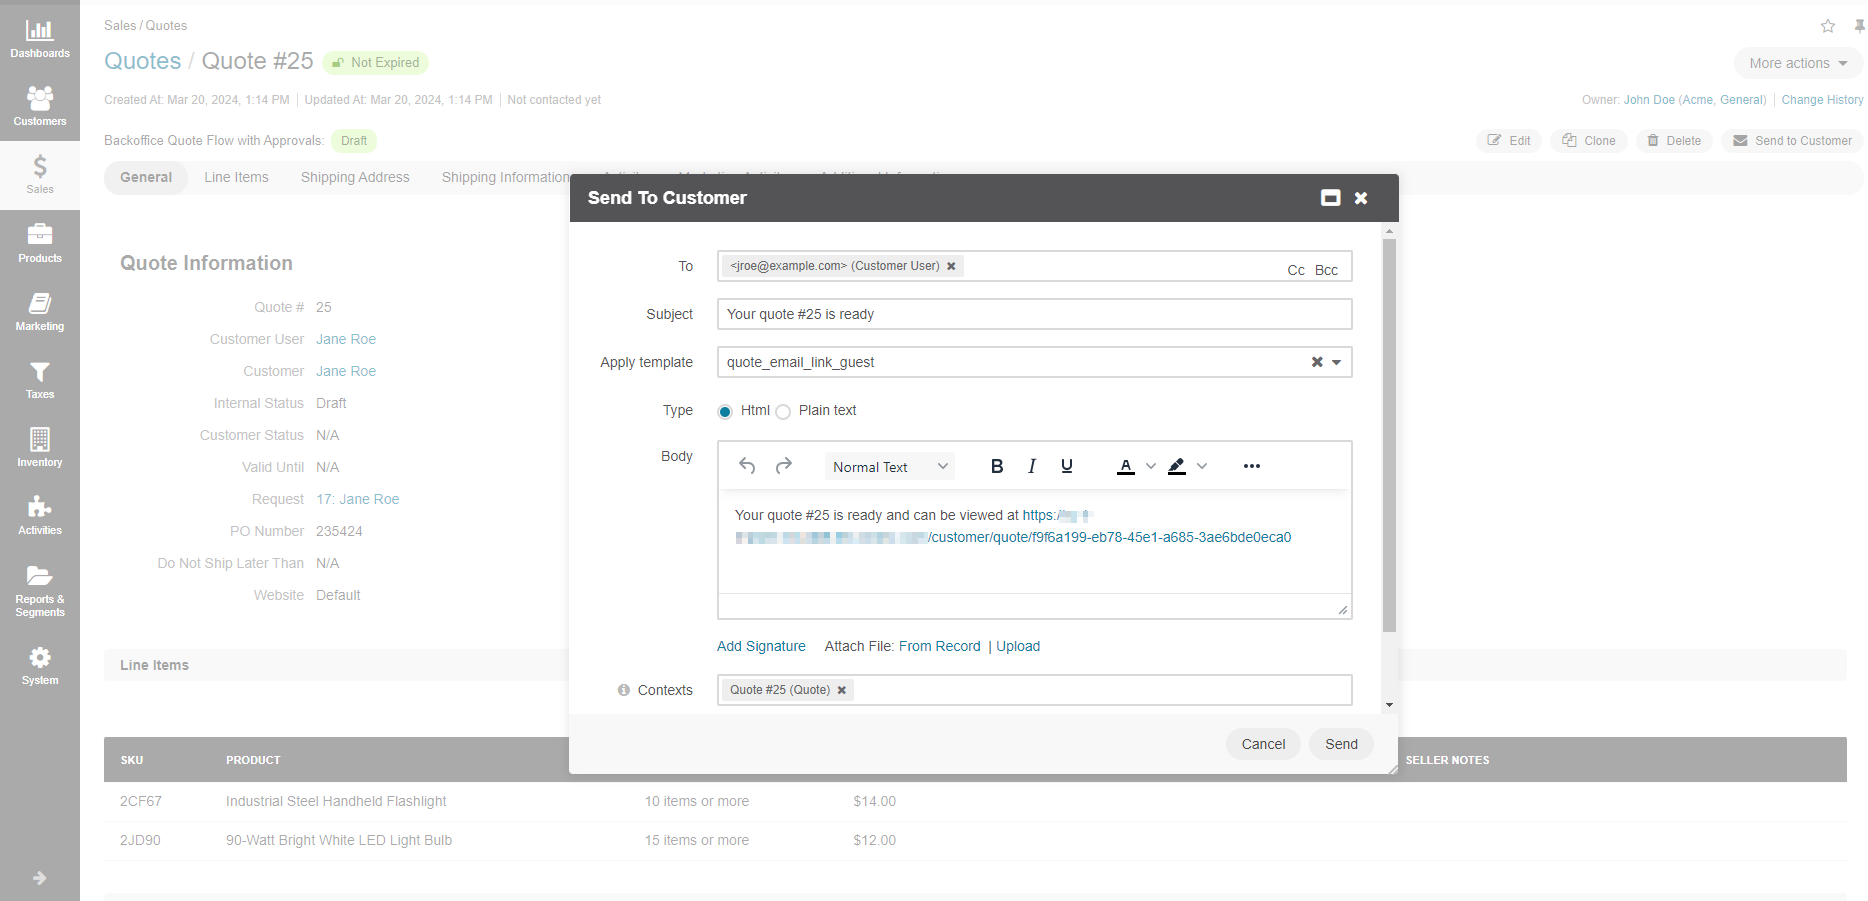 Dashboards
Customers
Sales
Products
Marketing
Taxes
Inventory
Activities
Reports &
Segments
System
Sales / Quotes
Quotes / Quote #25 Not Expired
More actions
Created At: Mar 20, 2024, 1:14 PM Updated At: Mar 20, 2024, 1:14 PM Not contacted yet
Owner: John Doe (Acme, General) Change History
Backoffice Quote Flow with Approvals: Draft
Edit Clone Delete Send to Customer
General Line Items Shipping Address Shipping Information
Quote Information
Quote # 25
Customer User Jane Roe
Customer Jane Roe
Internal Status Draft
Customer Status N/A
Valid Until N/A
Request 17: Jane Roe
PO Number 235424
Do Not Ship Later Than N/A
Website Default
Send To Customer
To <jroe@example.com> (Customer User) Cc Bcc
Subject Your quote #25 is ready
Apply template quote_email_link_guest
Type Html Plain text
Body
Normal Text B I U A
Your quote #25 is ready and can be viewed at https:/
/customer/quote/f9f6a199-eb78-45e1-a685-3ae6bde0eca0
Add Signature Attach File: From Record | Upload
Contexts Quote #25 (Quote)
Cancel Send
Line Items
SKU PRODUCT SELLER NOTES
2CF67 Industrial Steel Handheld Flashlight 10 items or more $14.00
2JD90 90-Watt Bright White LED Light Bulb 15 items or more $12.00